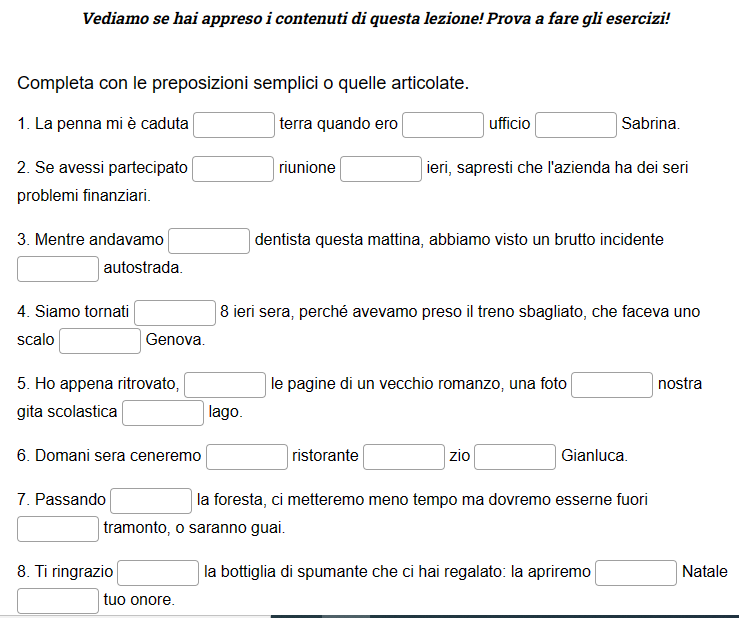 Vediamo se hai appreso i contenuti di questa lezione! Prova a fare gli esercizi!
Completa con le preposizioni semplici o quelle articolate.
1. La penna mi è caduta terra quando ero ufficio Sabrina.
2. Se avessi partecipato riunione ieri, sapresti che l'azienda ha dei seri
problemi finanziari.
3. Mentre andavamo dentista questa mattina, abbiamo visto un brutto incidente
autostrada.
4. Siamo tornati 8 ieri sera, perché avevamo preso il treno sbagliato, che faceva uno
scalo Genova.
5. Ho appena ritrovato, le pagine di un vecchio romanzo, una foto nostra
gita scolastica lago.
6. Domani sera ceneremo ristorante zio Gianluca.
7. Passando la foresta, ci metteremo meno tempo ma dovremo esserne fuori
tramonto, o saranno guai.
8. Ti ringrazio la bottiglia di spumante che ci hai regalato: la apriremo Natale
tuo onore.